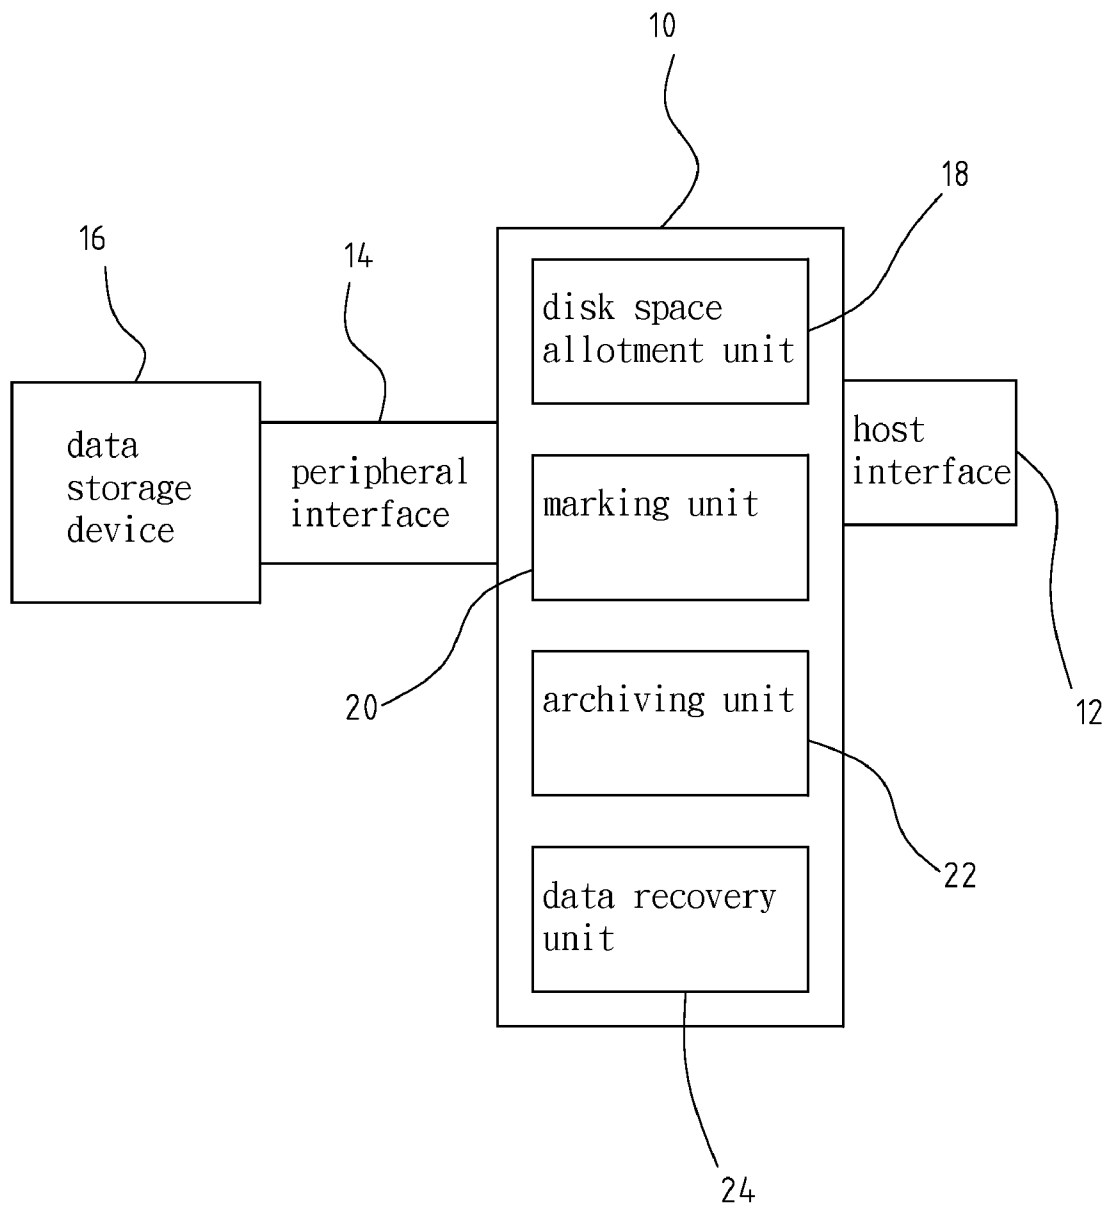 10
18
16
14
disk space
allotment unit
data
storage
device
peripheral
interface
host
interface
marking unit
20
archiving unit
12
22
data recovery
unit
24